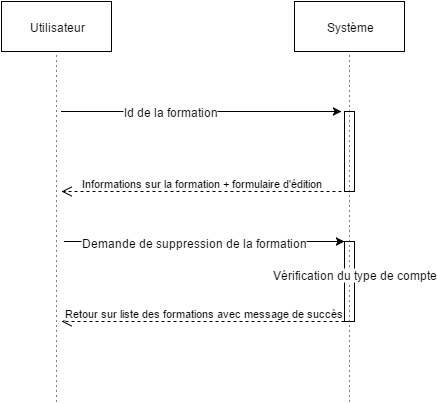 Utilisateur
Système
Id de la formation
Informations sur la formation + formulaire d'édition
Demande de suppression de la formation
Vérification du type de compte
Retour sur liste des formations avec message de succès